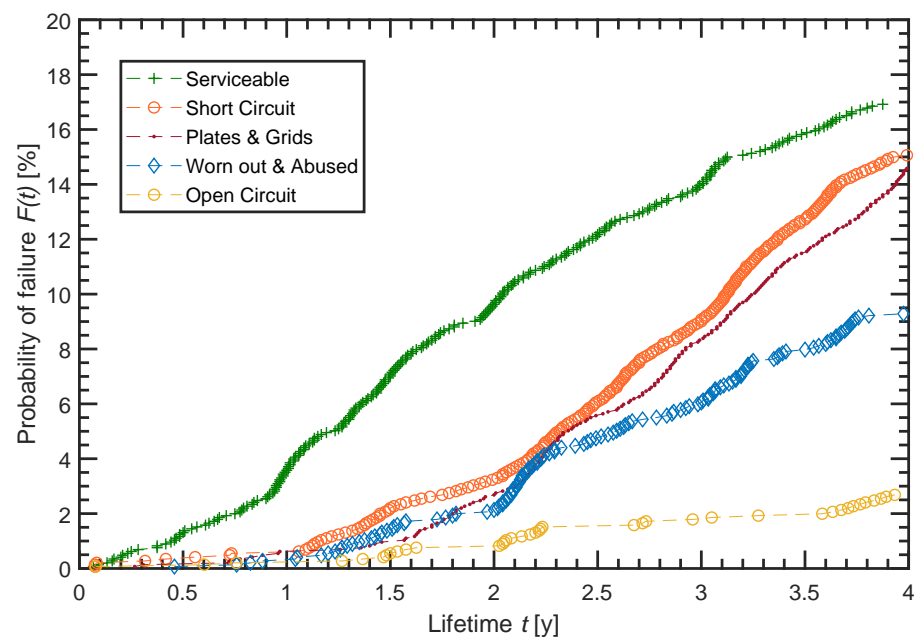 20
18
16
14
12
10
8
6
4
2
0
Probability of failure F(t) [%]
Serviceable
Short Circuit
Plates & Grids
Worn out & Abused
Open Circuit
0 0.5 1 1.5 2 2.5 3 3.5 4
Lifetime t [y]